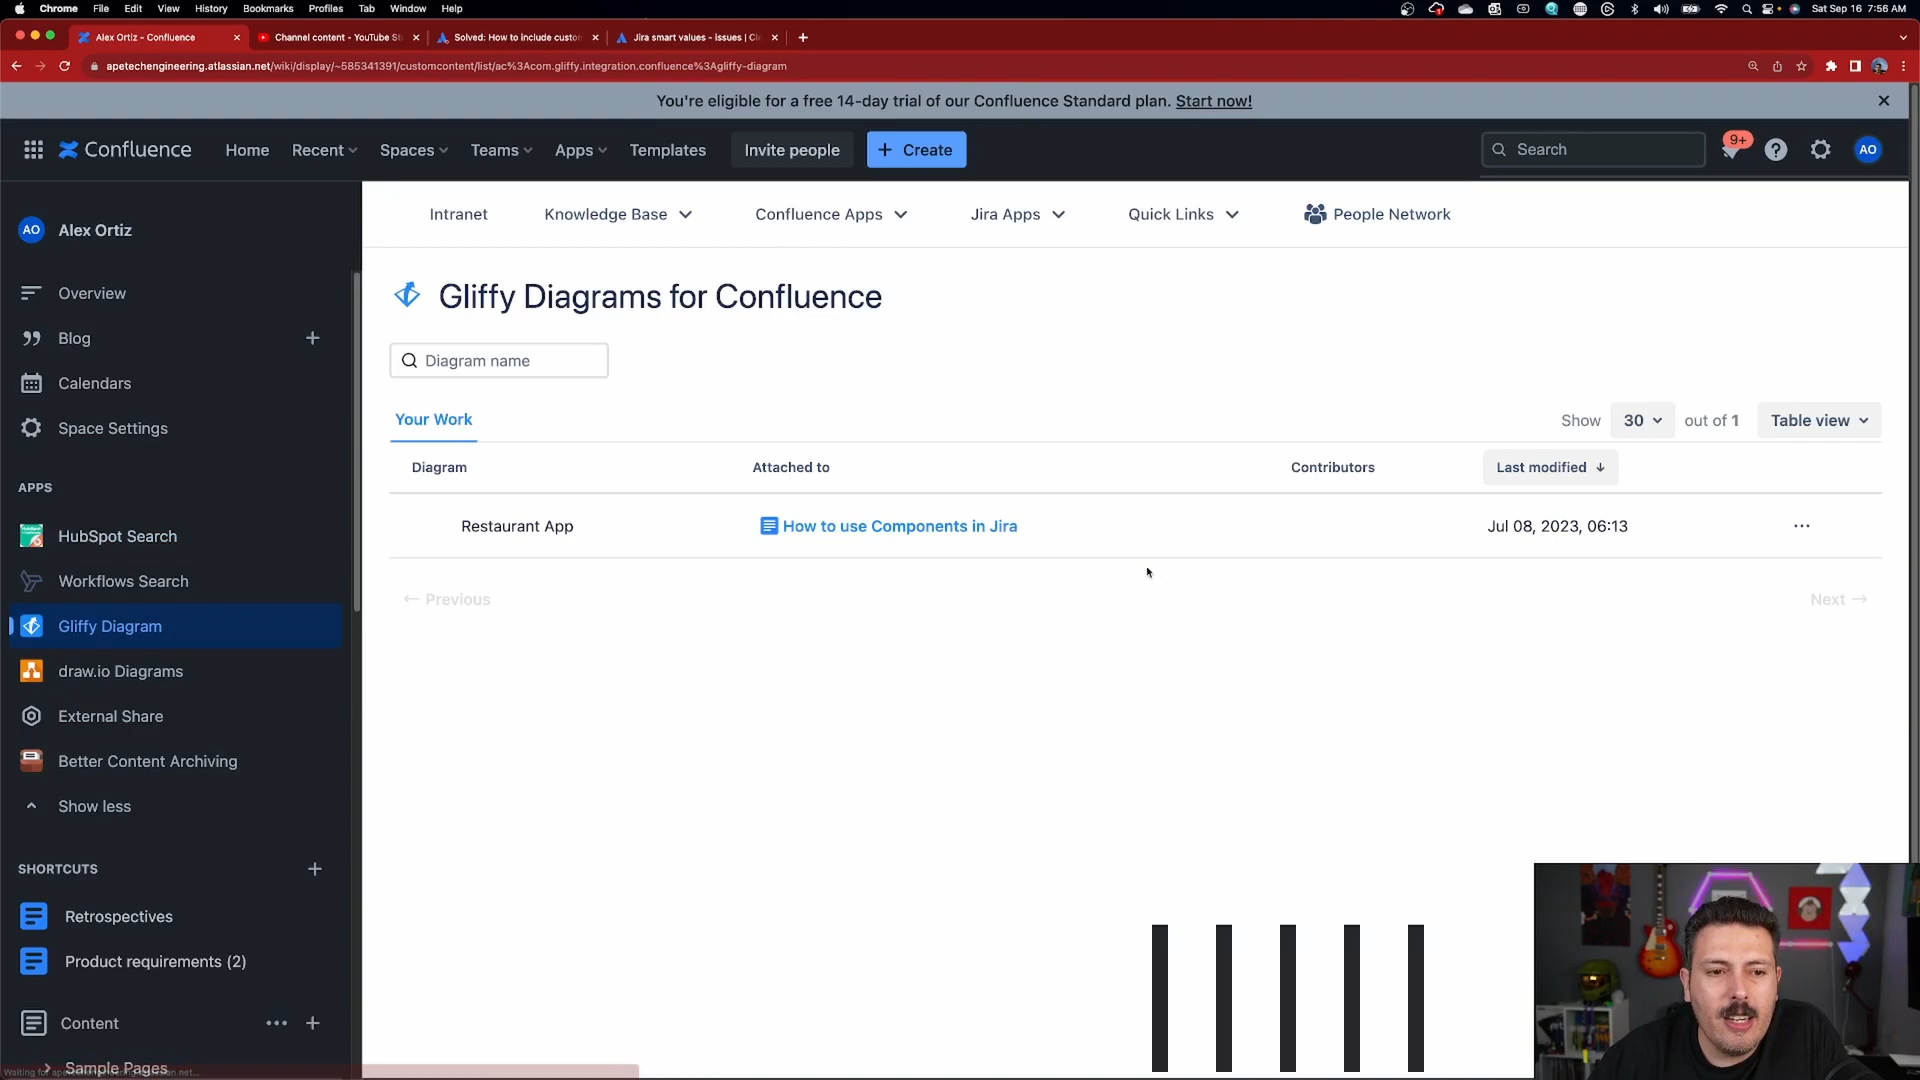 Chrome File Edit View History Bookmarks Profiles Tab Window Help Sat Sep 16 7:56 AM
Alex Ortiz - Confluence Channel content - YouTube St Solved: How to include custo Jira smart values - issues | Cl
apetechengineering.atlassian.net/wiki/display/~585341391/customcontent/list/ac%3Acom.gliffy.integration.confluence%3Agliffy-diagram
You're eligible for a free 14-day trial of our Confluence Standard plan. Start now!
Confluence Home Recent Spaces Teams Apps Templates Invite people + Create Search 9+ ? AO
AO Alex Ortiz
Overview
Blog
Calendars
Space Settings
APPS
HubSpot Search
Workflows Search
Gliffy Diagram
draw.io Diagrams
External Share
Better Content Archiving
Show less
SHORTCUTS
Retrospectives
Product requirements (2)
Content
Sample Pages
Intranet Knowledge Base Confluence Apps Jira Apps Quick Links People Network
Gliffy Diagrams for Confluence
Diagram name
Your Work Show 30 out of 1 Table view
Diagram Attached to Contributors Last modified ↓
Restaurant App How to use Components in Jira Jul 08, 2023, 06:13
← Previous Next →